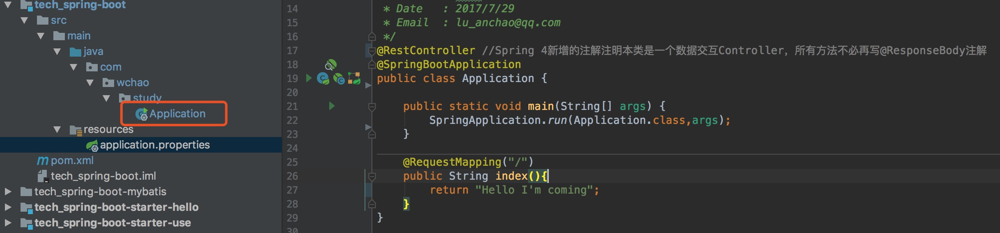 tech_spring-boot
src
main
java
com
wchao
study
Application
resources
application.properties
pom.xml
tech_spring-boot.iml
tech_spring-boot-mybatis
tech_spring-boot-starter-hello
tech_spring-boot-starter-use
14 * Date : 2017/7/29
15 * Email : lu_anchao@qq.com
16 */
17 @RestController //Spring 4新增的注解注明本类是一个数据交互Controller，所有方法不必再写@ResponseBody注解
18 @SpringBootApplication
19 public class Application {
20
21 public static void main(String[] args) {
22 SpringApplication.run(Application.class,args);
23 }
24
25 @RequestMapping("/")
26 public String index(){
27 return "Hello I'm coming";
28 }
29 }
30